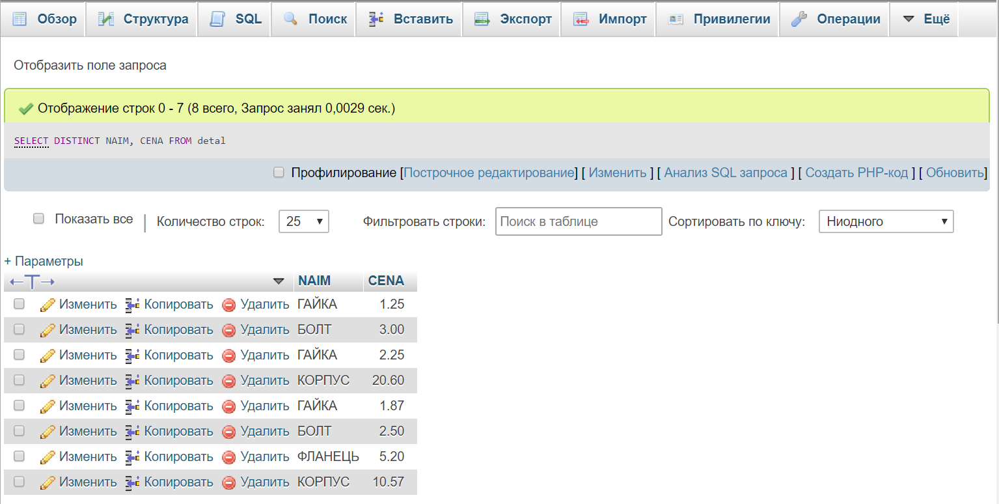 Обзор Структура SQL Поиск Вставить Экспорт Импорт Привилегии Операции Ещё
Отобразить поле запроса
Отображение строк 0 - 7 (8 всего, Запрос занял 0,0029 сек.)
SELECT DISTINCT NAIM, CENA FROM detal
Профилирование [Построчное редактирование] [ Изменить ] [ Анализ SQL запроса ] [ Создать PHP-код ] [ Обновить]
Показать все | Количество строк: 25 Фильтровать строки: Поиск в таблице Сортировать по ключу: Ниодного
+ Параметры
←T→ NAIM CENA
Изменить Копировать Удалить ГАЙКА 1.25
Изменить Копировать Удалить БОЛТ 3.00
Изменить Копировать Удалить ГАЙКА 2.25
Изменить Копировать Удалить КОРПУС 20.60
Изменить Копировать Удалить ГАЙКА 1.87
Изменить Копировать Удалить БОЛТ 2.50
Изменить Копировать Удалить ФЛАНЕЦЬ 5.20
Изменить Копировать Удалить КОРПУС 10.57